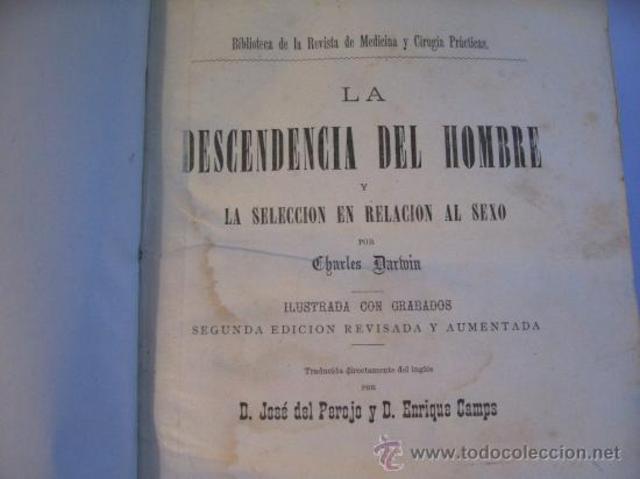 Biblioteca de la Revista de Medicina y Cirugía Prácticas.
LA
DESCENDENCIA DEL HOMBRE
Y
LA SELECCION EN RELACION AL SEXO
POR
Charles Darwin
ILUSTRADA CON GRABADOS
SEGUNDA EDICION REVISADA Y AUMENTADA
Traducida directamente del inglés
POR
D. José del Perojo y D. Enrique Camps
www.todocoleccion.net